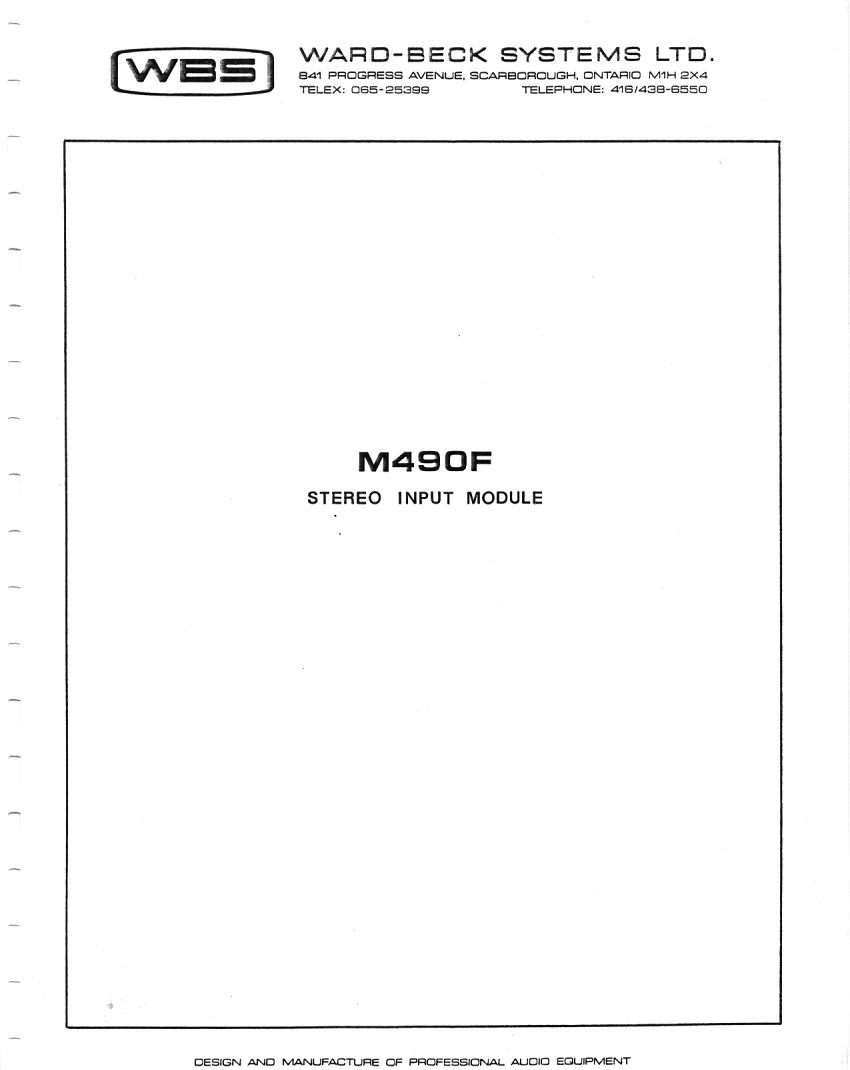 WBS
WARD-BECK SYSTEMS LTD.
841 PROGRESS AVENUE, SCARBOROUGH, ONTARIO M1H 2X4
TELEX: 065-25399 TELEPHONE: 416/438-6550
M490F
STEREO INPUT MODULE
DESIGN AND MANUFACTURE OF PROFESSIONAL AUDIO EQUIPMENT